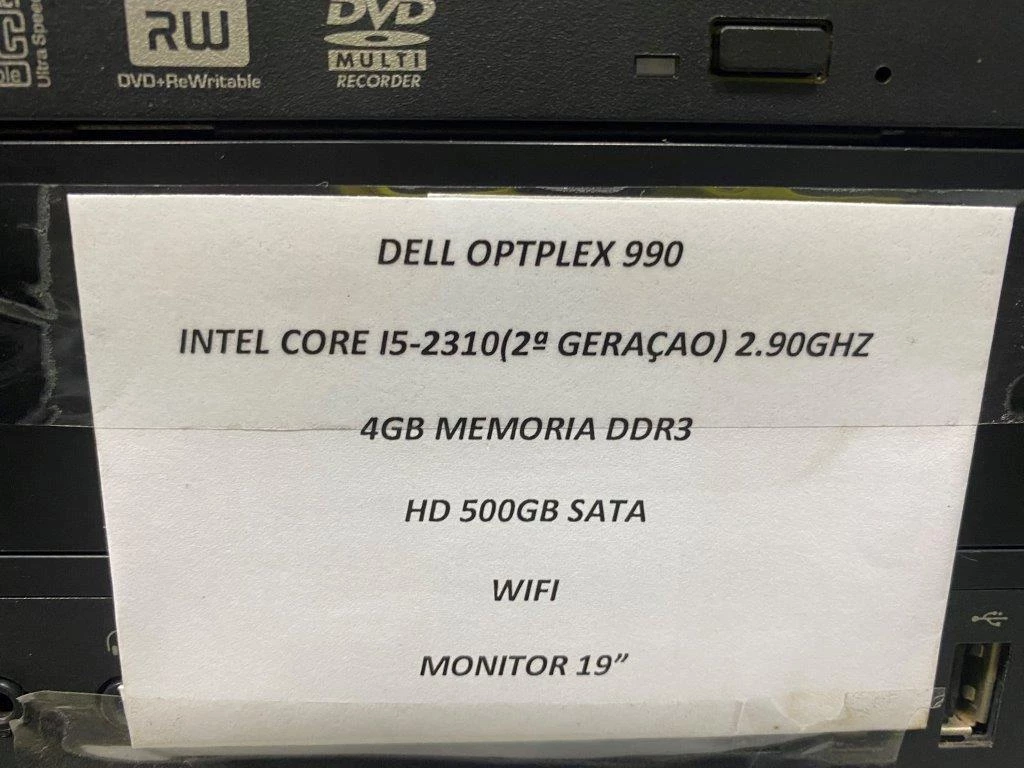 Ultra Speed
RW
DVD+ReWritable
DVD
MULTI
RECORDER
DELL OPTPLEX 990
INTEL CORE I5-2310(2ª GERAÇAO) 2.90GHZ
4GB MEMORIA DDR3
HD 500GB SATA
WIFI
MONITOR 19”